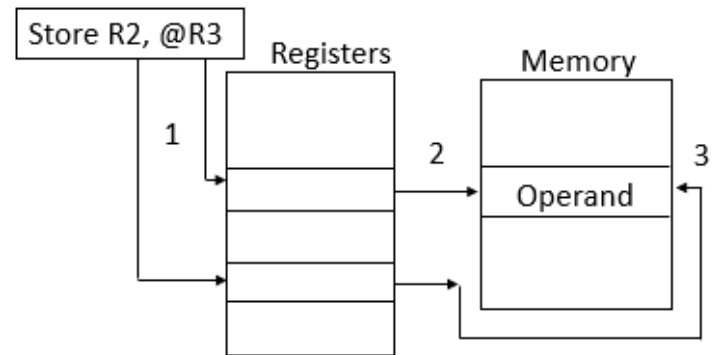 Store R2, @R3
Registers
Memory
1
2
3
Operand